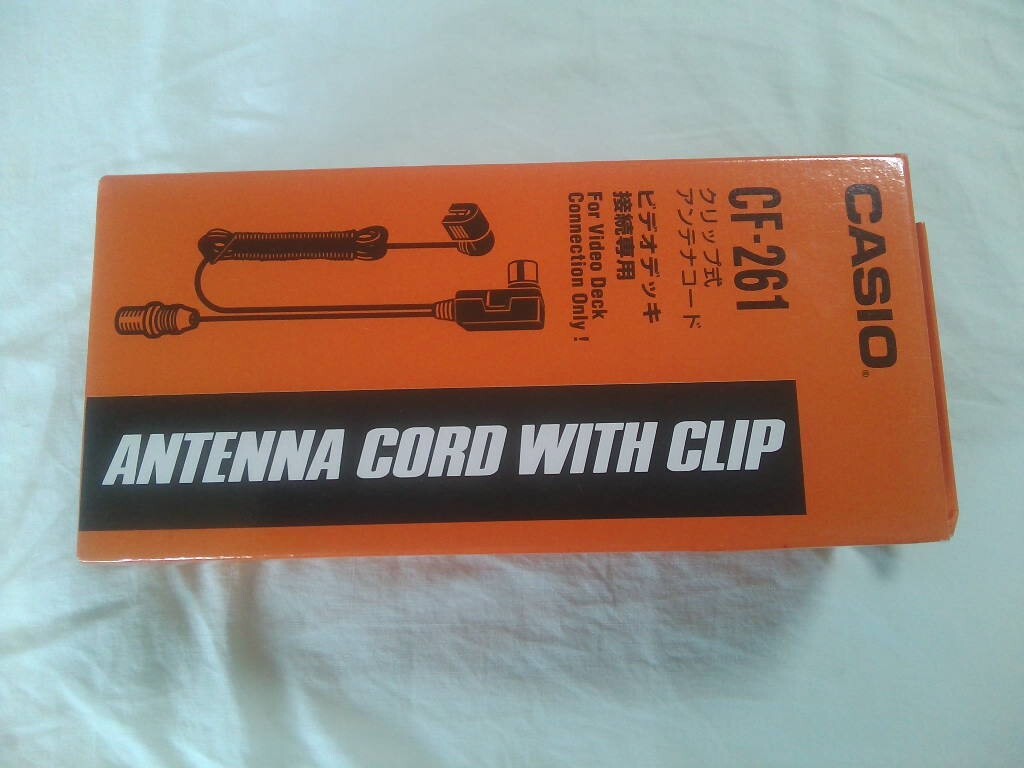 CASIO®
CF-261
クリップ式
アンテナコード
ビデオデッキ
接続専用
For Video Deck
Connection Only!
ANTENNA CORD WITH CLIP